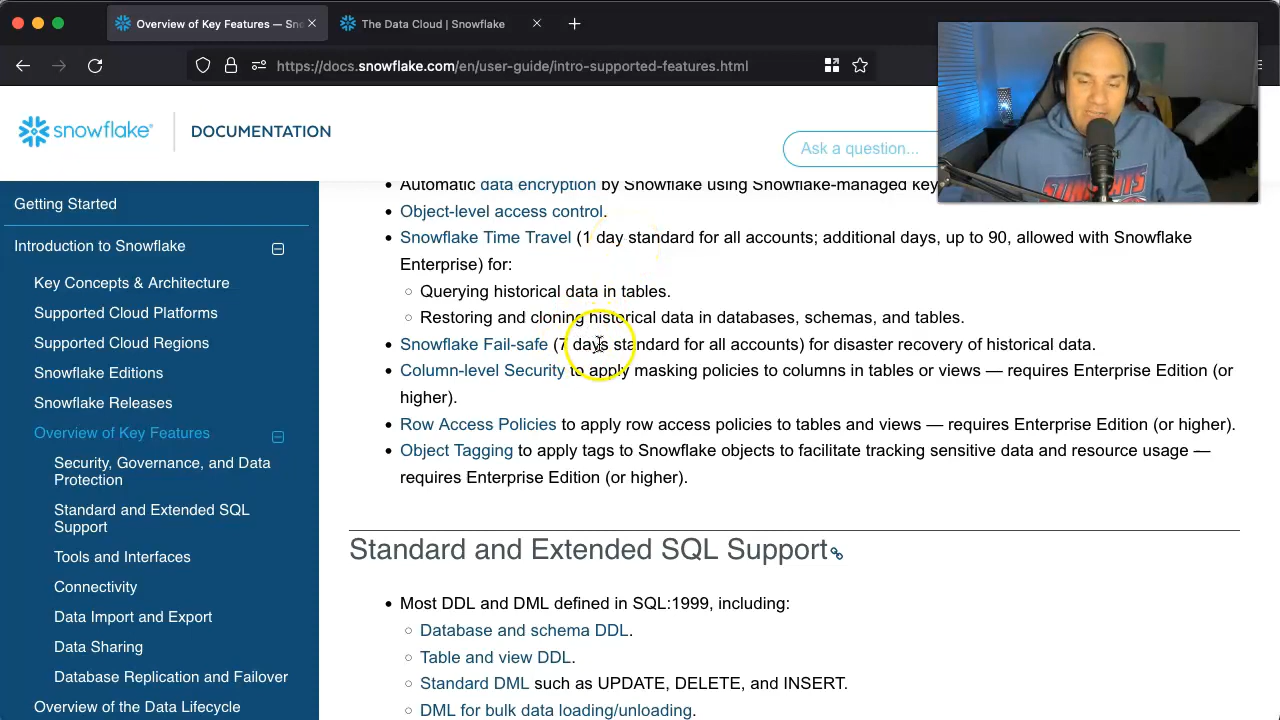 Overview of Key Features — Sno
The Data Cloud | Snowflake
https://docs.snowflake.com/en/user-guide/intro-supported-features.html
snowflake®
DOCUMENTATION
Ask a question...
Getting Started
Introduction to Snowflake
Key Concepts & Architecture
Supported Cloud Platforms
Supported Cloud Regions
Snowflake Editions
Snowflake Releases
Overview of Key Features
Security, Governance, and Data
Protection
Standard and Extended SQL
Support
Tools and Interfaces
Connectivity
Data Import and Export
Data Sharing
Database Replication and Failover
Overview of the Data Lifecycle
Automatic data encryption by Snowflake using Snowflake-managed key
Object-level access control.
Snowflake Time Travel (1 day standard for all accounts; additional days, up to 90, allowed with Snowflake
Enterprise) for:
Querying historical data in tables.
Restoring and cloning historical data in databases, schemas, and tables.
Snowflake Fail-safe (7 days standard for all accounts) for disaster recovery of historical data.
Column-level Security to apply masking policies to columns in tables or views — requires Enterprise Edition (or
higher).
Row Access Policies to apply row access policies to tables and views — requires Enterprise Edition (or higher).
Object Tagging to apply tags to Snowflake objects to facilitate tracking sensitive data and resource usage —
requires Enterprise Edition (or higher).
Standard and Extended SQL Support
Most DDL and DML defined in SQL:1999, including:
Database and schema DDL.
Table and view DDL.
Standard DML such as UPDATE, DELETE, and INSERT.
DML for bulk data loading/unloading.